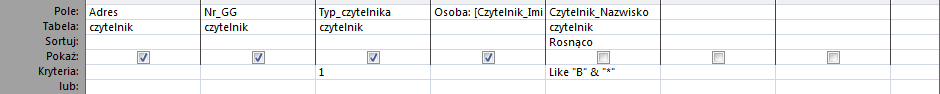 Pole: Adres Nr_GG Typ_czytelnika Osoba: [Czytelnik_Imi Czytelnik_Nazwisko
Tabela: czytelnik czytelnik czytelnik czytelnik
Sortuj: Rosnąco
Pokaż:
Kryteria: 1 Like "B" & "*"
lub: